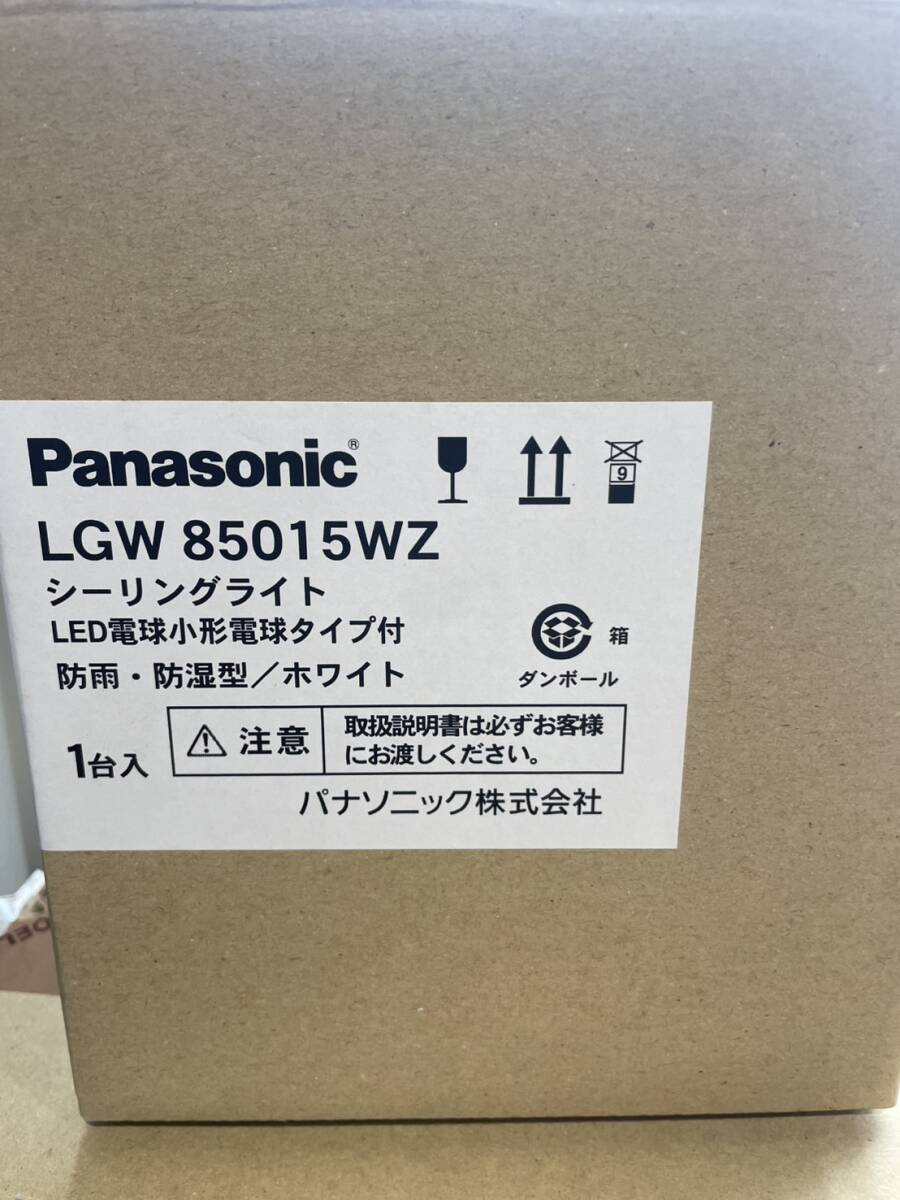 Panasonic®
9
LGW 85015WZ
シーリングライト
LED電球小形電球タイプ付
防雨・防湿型／ホワイト
箱
ダンボール
1台入
注意
取扱説明書は必ずお客様
にお渡しください。
パナソニック株式会社